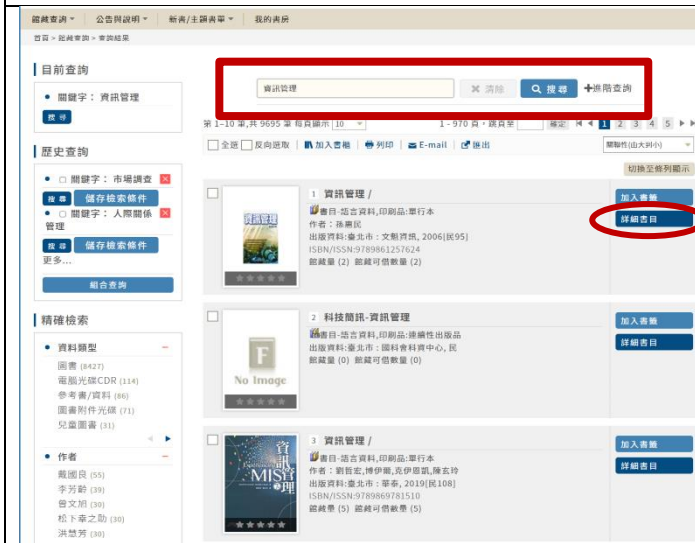 館藏查詢 公告與說明 新書/主題書單 我的書房
首頁 > 館藏查詢 > 查詢結果
目前查詢
關鍵字： 資訊管理
搜尋
資訊管理
清除
搜尋
進階查詢
第 1-10 筆,共 9695 筆 每頁顯示 10
1 - 970 頁，跳頁至 確定 1 2 3 4 5
全選 反向選取 加入書櫃 列印 E-mail 匯出
關聯性(由大到小)
切換至條列顯示
歷史查詢
關鍵字： 市場調查
搜尋 儲存檢索條件
關鍵字： 人際關係
管理
搜尋 儲存檢索條件
更多...
組合查詢
精確檢索
資料類型
圖書 (8427)
電腦光碟CDR (114)
參考書/資料 (86)
圖書附件光碟 (71)
兒童圖書 (31)
作者
戴國良 (55)
李芳齡 (39)
曾文旭 (30)
松下幸之助 (30)
洪慧芳 (30)
資訊管理
1 資訊管理 /
書目-語言資料,印刷品:單行本
作者：孫惠民
出版資料:臺北市：文魁資訊, 2006[民95]
ISBN/ISSN:9789861257624
館藏量 (2) 館藏可借數量 (2)
加入書籤
詳細書目
F
No Image
2 科技簡訊-資訊管理
書目-語言資料,印刷品:連續性出版品
出版資料:臺北市：國科會科資中心, 民
館藏量 (0) 館藏可借數量 (0)
加入書籤
詳細書目
資訊管理
MIS
3 資訊管理 /
書目-語言資料,印刷品:單行本
作者：劉哲宏,博伊爾,克伊恩凱,陳玄玲
出版資料:臺北市：華泰, 2019[民108]
ISBN/ISSN:9789869781510
館藏量 (5) 館藏可借數量 (5)
加入書籤
詳細書目